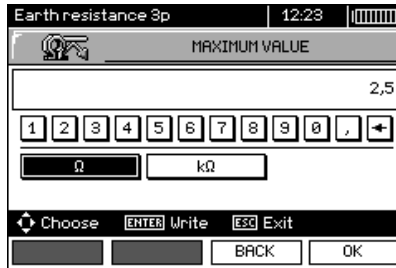 Earth resistance 3p 12:23
MAXIMUM VALUE
2,5
1 2 3 4 5 6 7 8 9 0 , ←
Ω kΩ
Choose ENTER Write ESC Exit
BACK OK